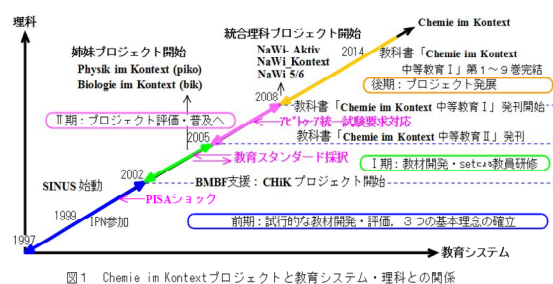 理科
Chemie im Kontext
統合理科プロジェクト開始
姉妹プロジェクト開始
NaWi- Aktiv
NaWi_Kontext
NaWi 5/6
2014
教科書「Chemie im Kontext
中等教育Ⅰ」第１～９巻完結
Physik im Kontext (piko)
Biologie im Kontext (bik)
後期：プロジェクト発展
2008
教科書「Chemie im Kontext 中等教育Ⅰ」発刊開始
Ⅱ期：プロジェクト評価・普及へ
ｱﾋﾞﾄｩｰｱ統一試験要求対応
2005
教科書「Chemie im Kontext 中等教育Ⅱ」発刊
教育スタンダード採択
Ⅰ期：教材開発・setによる教員研修
2002
SINUS 始動
BMBF支援：CHiK プロジェクト開始
PISAショック
1999
IPN参加
前期：試行的な教材開発・評価，３つの基本理念の確立
1997
教育システム
図１　Chemie im Kontextプロジェクトと教育システム・理科との関係